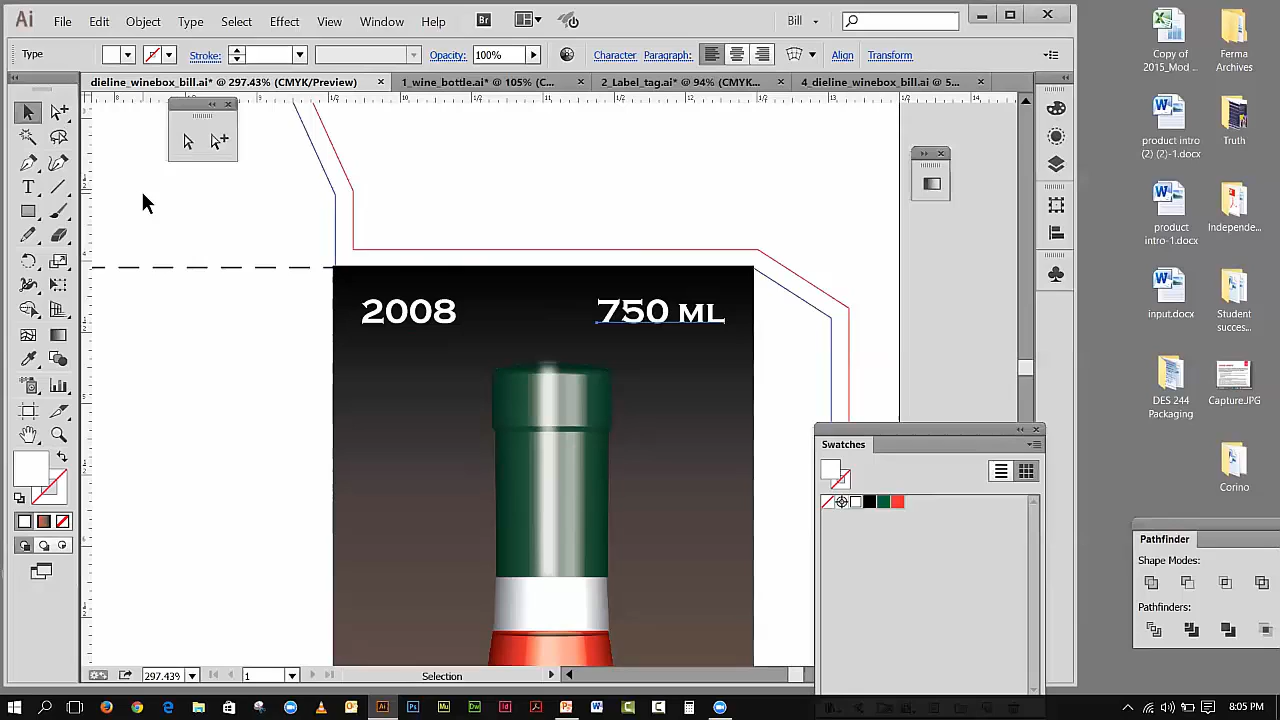 Ai File Edit Object Type Select Effect View Window Help Br Bill
Type Stroke: Opacity: 100% Character Paragraph: Align Transform
dieline_winebox_bill.ai* @ 297.43% (CMYK/Preview) 1_wine_bottle.ai* @ 105% (C... 2_Label_tag.ai* @ 94% (CMYK... 4_dieline_winebox_bill.ai @ 5...
2008 750 ML
Swatches
297.43% 1 Selection
Copy of
2015_Mod ...
Ferma
Archives
product intro
(2) (2)-1.docx
Truth
product
intro-1.docx
Independe...
input.docx
Student
succes...
DES 244
Packaging
Capture.JPG
Corino
Pathfinder
Shape Modes:
Pathfinders:
8:05 PM